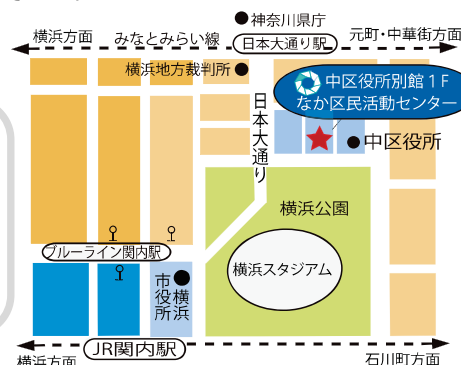 神奈川県庁
横浜方面
みなとみらい線
日本大通り駅
元町・中華街方面
横浜地方裁判所
中区役所別館1F
なか区民活動センター
日本大通り
中区役所
横浜公園
ブルーライン関内駅
横浜スタジアム
横浜
市役所
JR関内駅
横浜方面
石川町方面